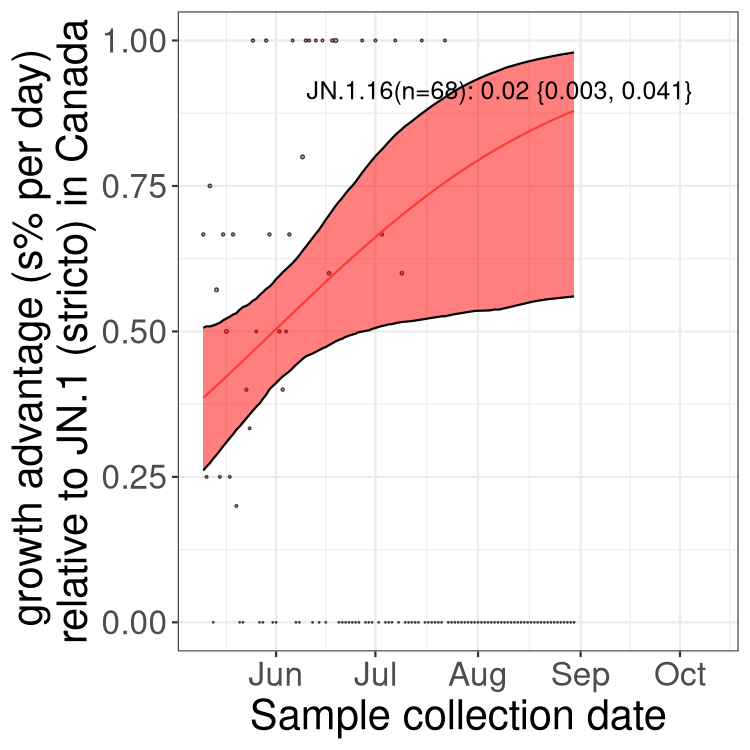 growth advantage (s% per day)
relative to JN.1 (stricto) in Canada
1.00
0.75
0.50
0.25
0.00
JN.1.16(n=68): 0.02 {0.003, 0.041}
Jun Jul Aug Sep Oct
Sample collection date